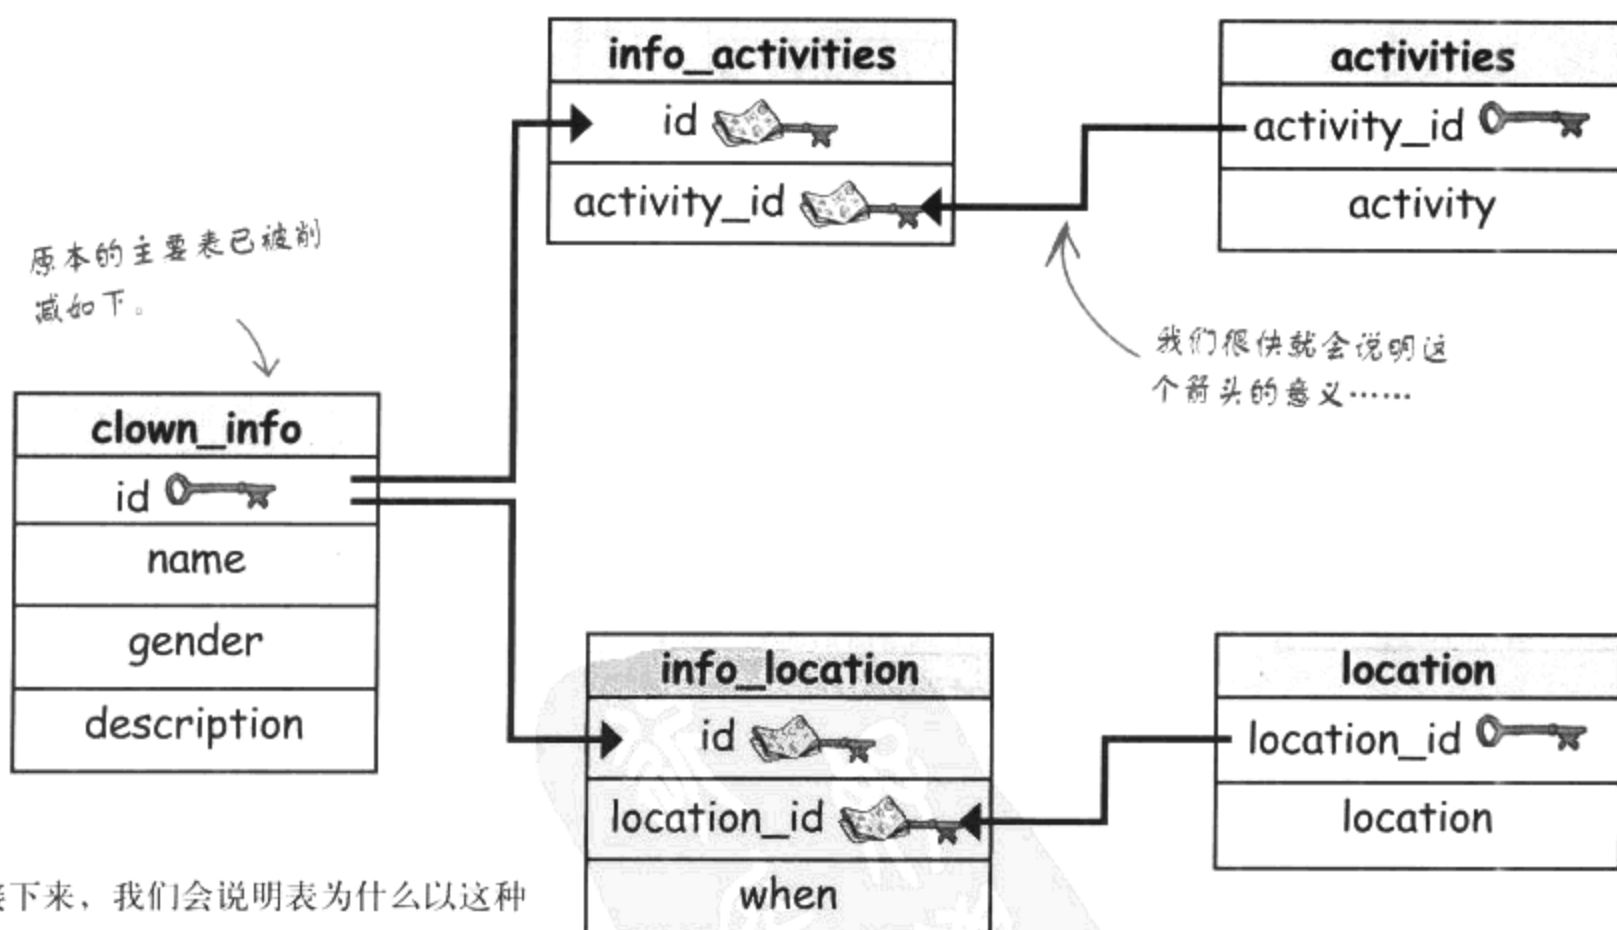 info_activities
id
activity_id
activities
activity_id
activity
原本的主要表已被削
减如下。
我们很快就会说明这
个箭头的意义……
clown_info
id
name
gender
description
info_location
id
location_id
when
location
location_id
location
接下来，我们会说明表为什么以这种